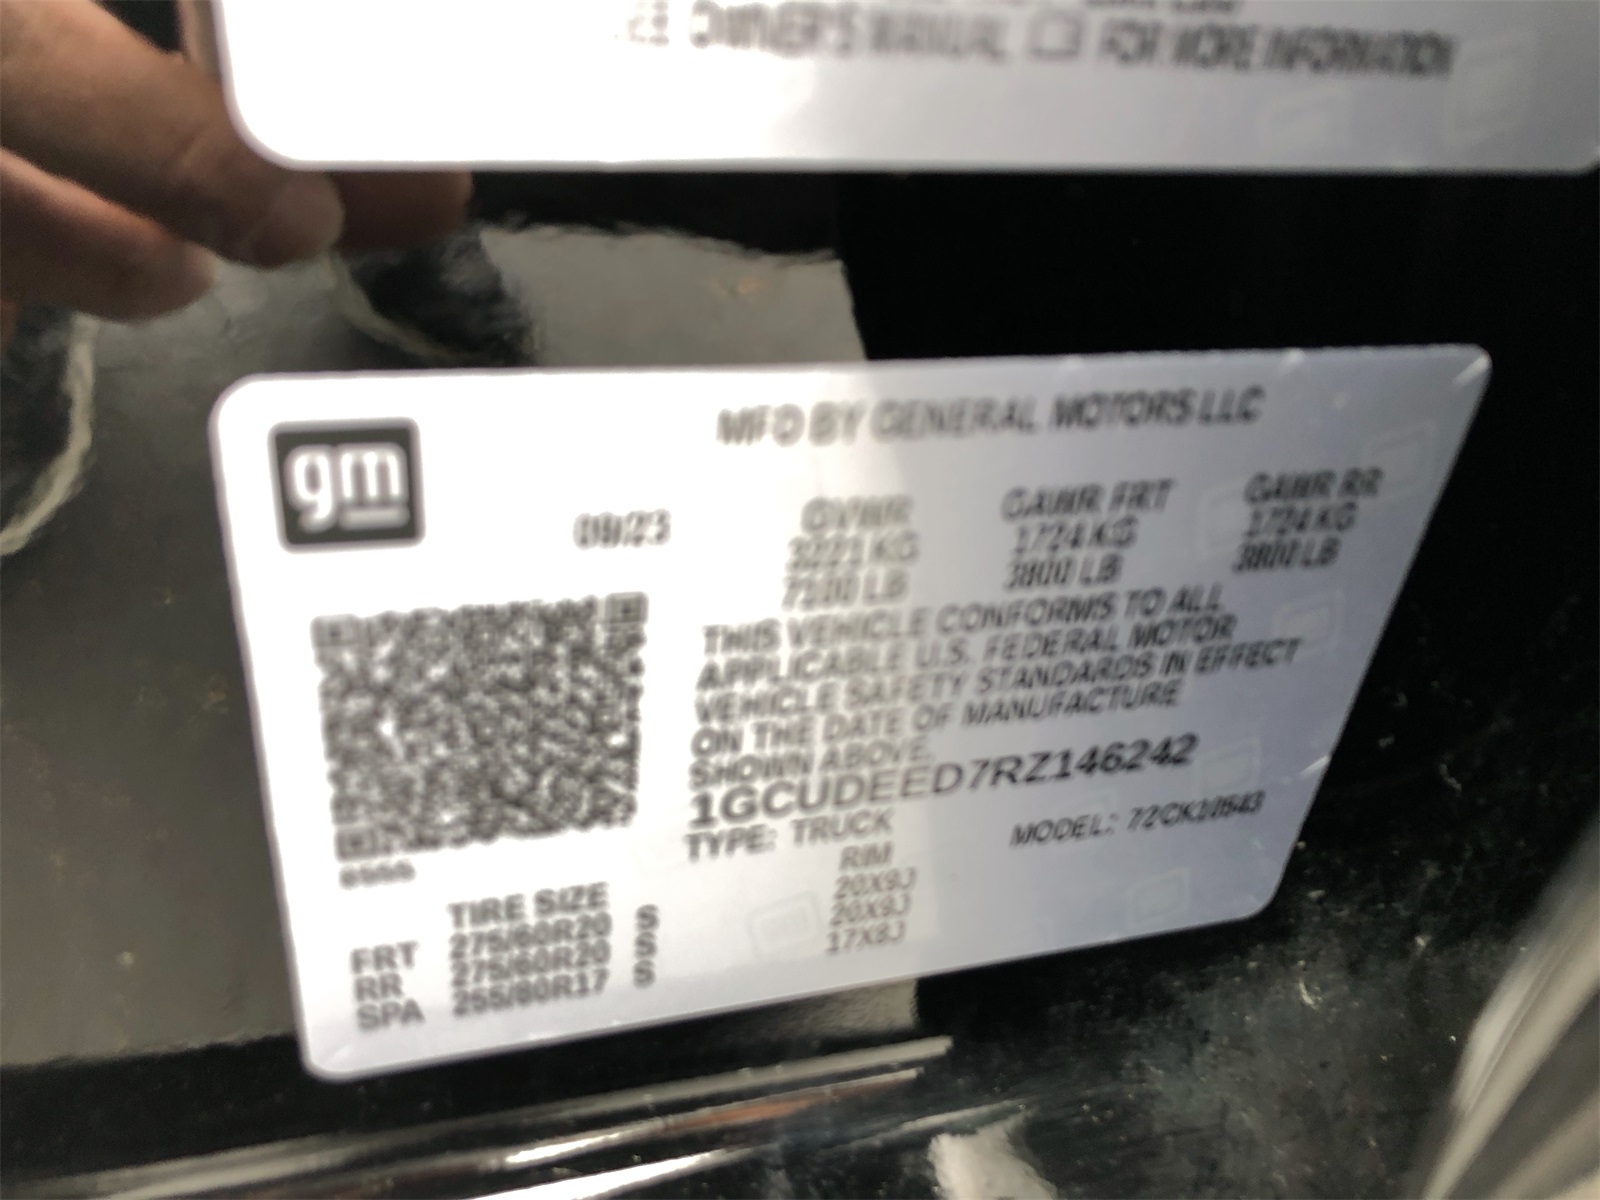 OWNER'S MANUAL FOR MORE INFORMATION
gm
MFD BY GENERAL MOTORS LLC
09/23
GVWR GAWR FRT GAWR RR
3221 KG 1724 KG 1724 KG
7100 LB 3800 LB 3800 LB
THIS VEHICLE CONFORMS TO ALL
APPLICABLE U.S. FEDERAL MOTOR
VEHICLE SAFETY STANDARDS IN EFFECT
ON THE DATE OF MANUFACTURE
SHOWN ABOVE.
1GCUDEED7RZ146242
TYPE: TRUCK MODEL: 72CK10543
TIRE SIZE RIM
FRT 275/60R20 S 20X9J
RR 275/60R20 S 20X9J
SPA 255/80R17 S 17X8J